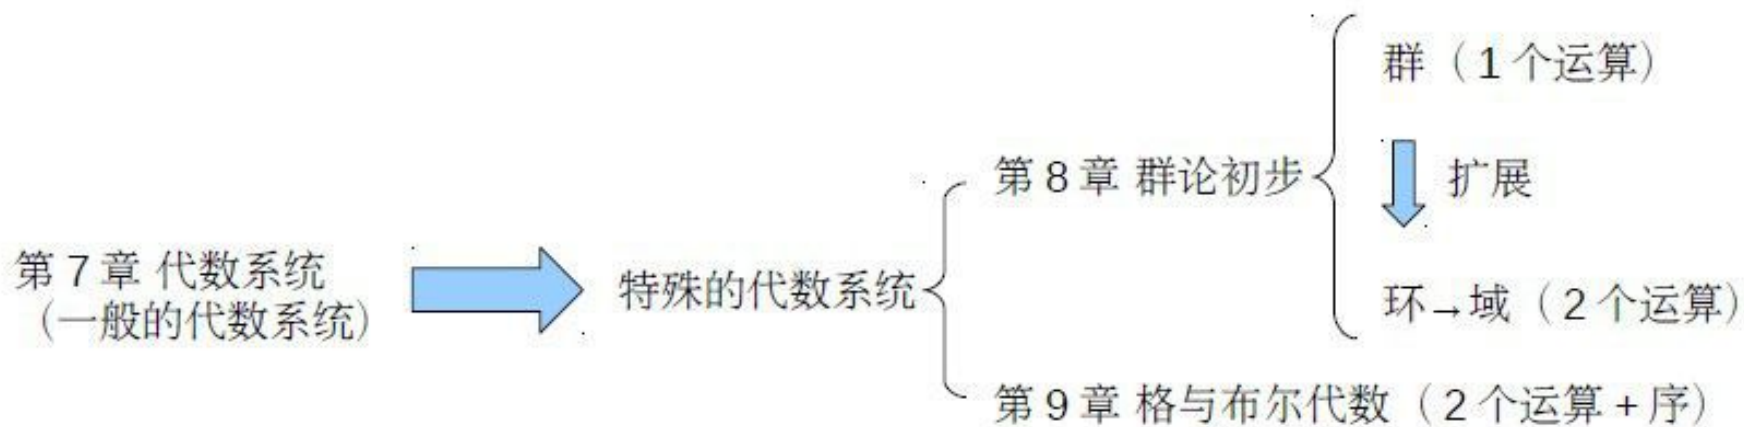 第 7 章 代数系统
（一般的代数系统）
特殊的代数系统
第 8 章 群论初步
群（1 个运算）
扩展
环→域（2 个运算）
第 9 章 格与布尔代数（2 个运算 + 序）